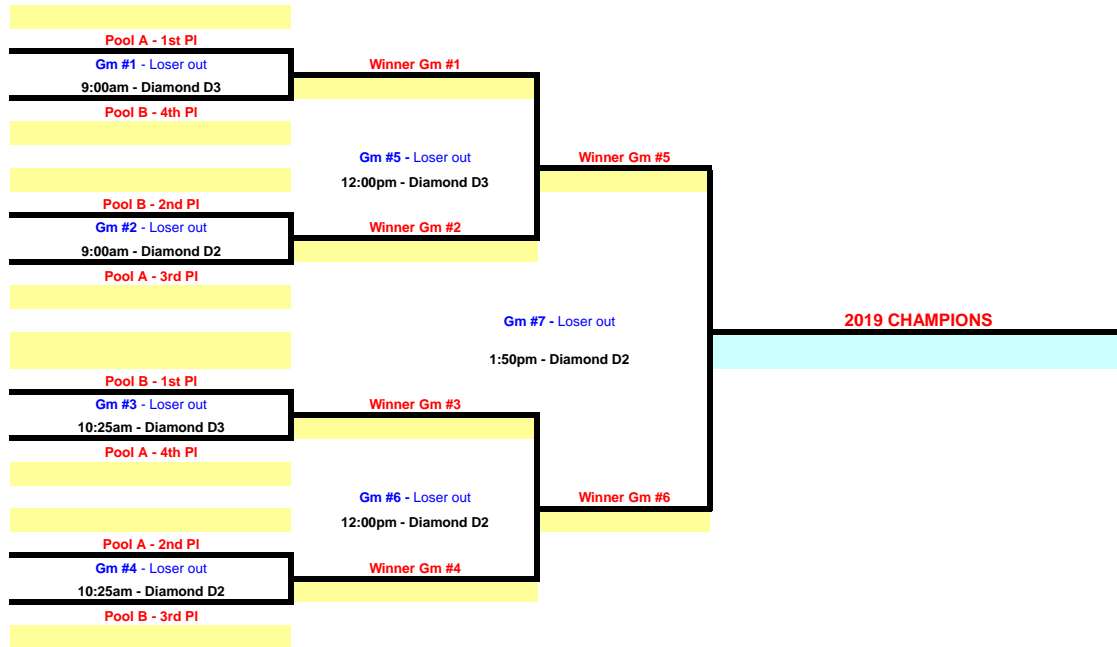 Pool A - 1st Pl
Gm #1 - Loser out
9:00am - Diamond D3
Pool B - 4th Pl
Pool B - 2nd Pl
Gm #2 - Loser out
9:00am - Diamond D2
Pool A - 3rd Pl
Pool B - 1st Pl
Gm #3 - Loser out
10:25am - Diamond D3
Pool A - 4th Pl
Pool A - 2nd Pl
Gm #4 - Loser out
10:25am - Diamond D2
Pool B - 3rd Pl
Winner Gm #1
Gm #5 - Loser out
12:00pm - Diamond D3
Winner Gm #2
Winner Gm #3
Gm #6 - Loser out
12:00pm - Diamond D2
Winner Gm #4
Winner Gm #5
Gm #7 - Loser out
1:50pm - Diamond D2
Winner Gm #6
2019 CHAMPIONS